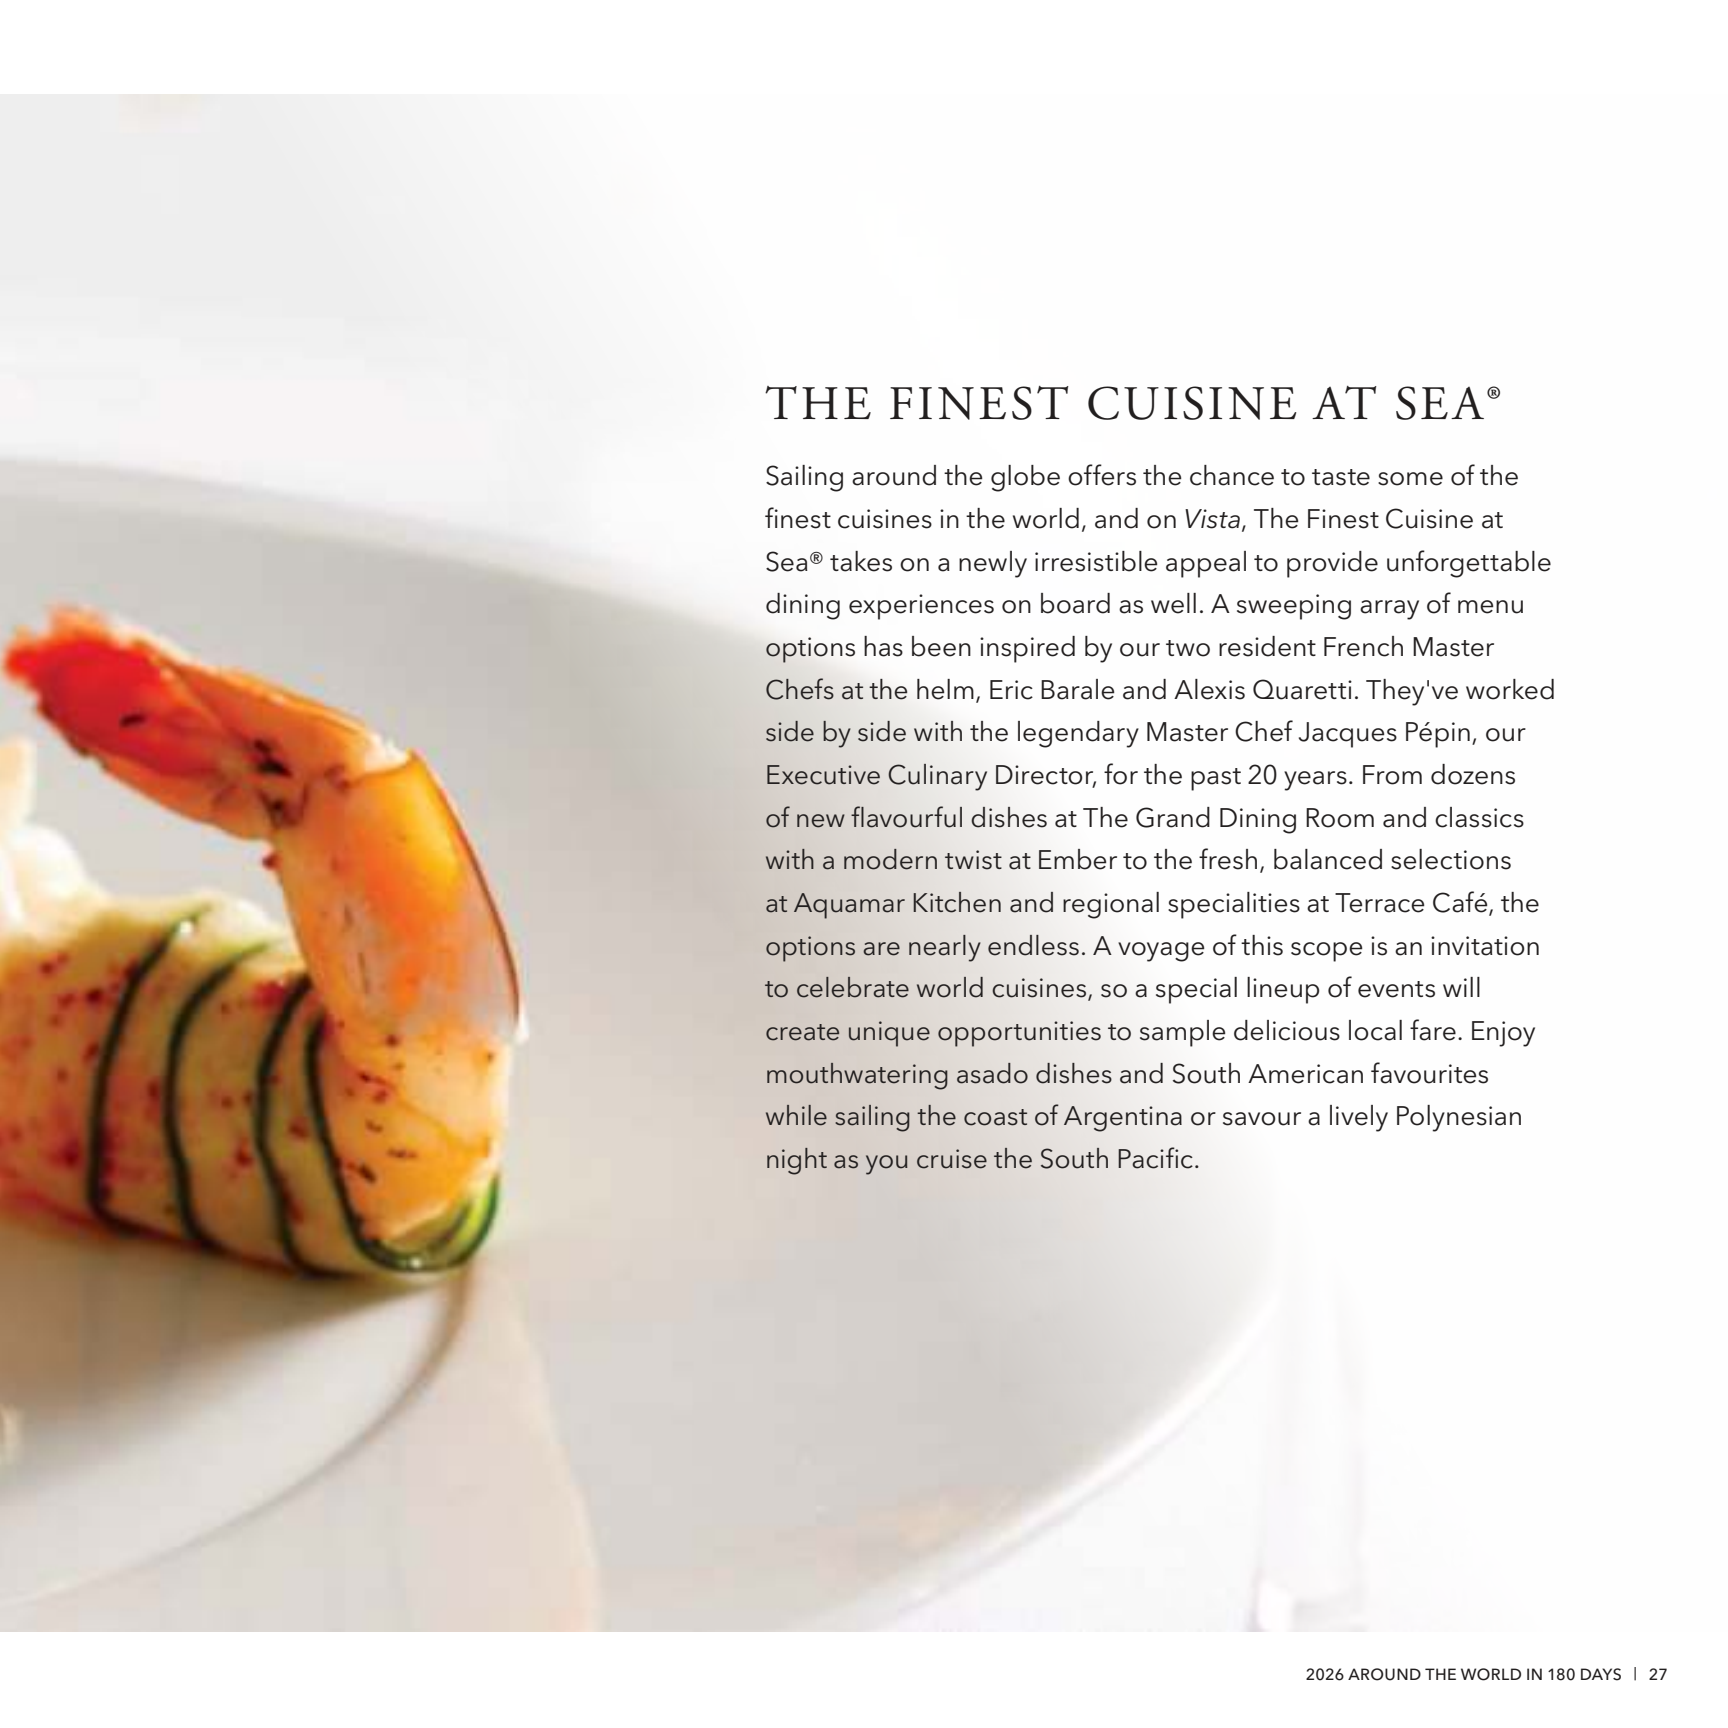 THE FINEST CUISINE AT SEA®
Sailing around the globe offers the chance to taste some of the
finest cuisines in the world, and on Vista, The Finest Cuisine at
Sea® takes on a newly irresistible appeal to provide unforgettable
dining experiences on board as well. A sweeping array of menu
options has been inspired by our two resident French Master
Chefs at the helm, Eric Barale and Alexis Quaretti. They've worked
side by side with the legendary Master Chef Jacques Pépin, our
Executive Culinary Director, for the past 20 years. From dozens
of new flavourful dishes at The Grand Dining Room and classics
with a modern twist at Ember to the fresh, balanced selections
at Aquamar Kitchen and regional specialities at Terrace Café, the
options are nearly endless. A voyage of this scope is an invitation
to celebrate world cuisines, so a special lineup of events will
create unique opportunities to sample delicious local fare. Enjoy
mouthwatering asado dishes and South American favourites
while sailing the coast of Argentina or savour a lively Polynesian
night as you cruise the South Pacific.
2026 AROUND THE WORLD IN 180 DAYS | 27